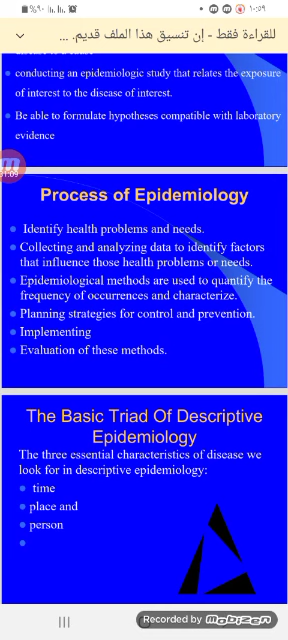 %٩٠
١٠:٥٩
للقراءة فقط - إن تنسيق هذا الملف قديم. ...
conducting an epidemiologic study that relates the exposure
of interest to the disease of interest.
Be able to formulate hypotheses compatible with laboratory
evidence
Process of Epidemiology
Identify health problems and needs.
Collecting and analyzing data to identify factors
that influence those health problems or needs.
Epidemiological methods are used to quantify the
frequency of occurrences and characterize.
Planning strategies for control and prevention.
Implementing
Evaluation of these methods.
The Basic Triad Of Descriptive
Epidemiology
The three essential characteristics of disease we
look for in descriptive epidemiology:
time
place and
person
Recorded by mobizen